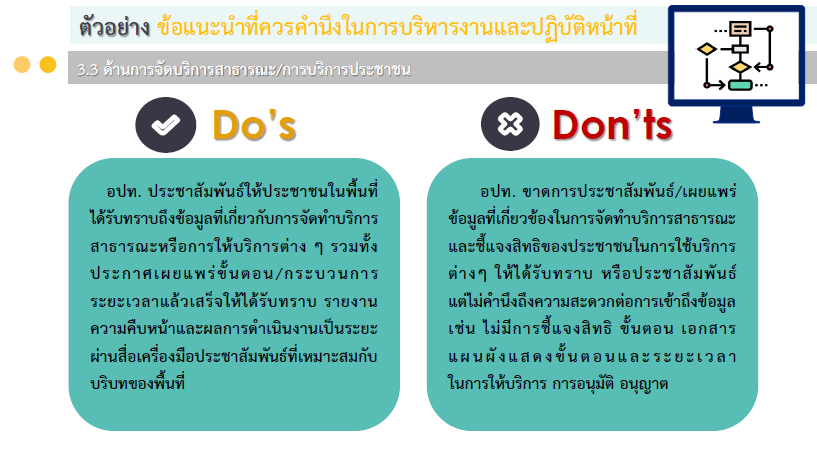 ตัวอย่าง ข้อแนะนำที่ควรคำนึงในการบริหารงานและปฏิบัติหน้าที่
3.3 ด้านการจัดบริการสาธารณะ/การบริการประชาชน
Do's
อปท. ประชาสัมพันธ์ให้ประชาชนในพื้นที่
ได้รับทราบถึงข้อมูลที่เกี่ยวกับการจัดทำบริการ
สาธารณะหรือการให้บริการต่าง ๆ รวมทั้ง
ประกาศเผยแพร่ขั้นตอน/กระบวนการ
ระยะเวลาแล้วเสร็จให้ได้รับทราบ รายงาน
ความคืบหน้าและผลการดำเนินงานเป็นระยะ
ผ่านสื่อเครื่องมือประชาสัมพันธ์ที่เหมาะสมกับ
บริบทของพื้นที่
Don'ts
อปท. ขาดการประชาสัมพันธ์/เผยแพร่
ข้อมูลที่เกี่ยวข้องในการจัดทำบริการสาธารณะ
และชี้แจงสิทธิของประชาชนในการใช้บริการ
ต่างๆ ให้ได้รับทราบ หรือประชาสัมพันธ์
แต่ไม่คำนึงถึงความสะดวกต่อการเข้าถึงข้อมูล
เช่น ไม่มีการชี้แจงสิทธิ ขั้นตอน เอกสาร
แผนผังแสดงขั้นตอนและระยะเวลา
ในการให้บริการ การอนุมัติ อนุญาต